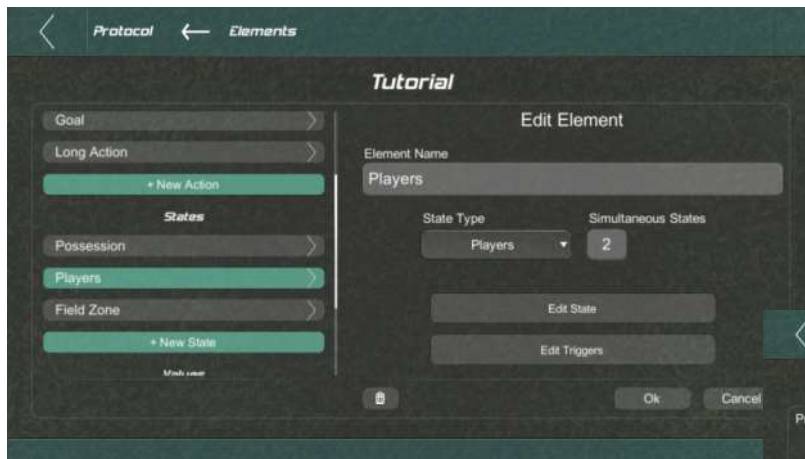 Protocol ← Elements
Tutorial
Goal
Long Action
+ New Action
States
Possession
Players
Field Zone
+ New State
Edit Element
Element Name
Players
State Type
Simultaneous States
Players
2
Edit State
Edit Triggers
Ok
Cancel